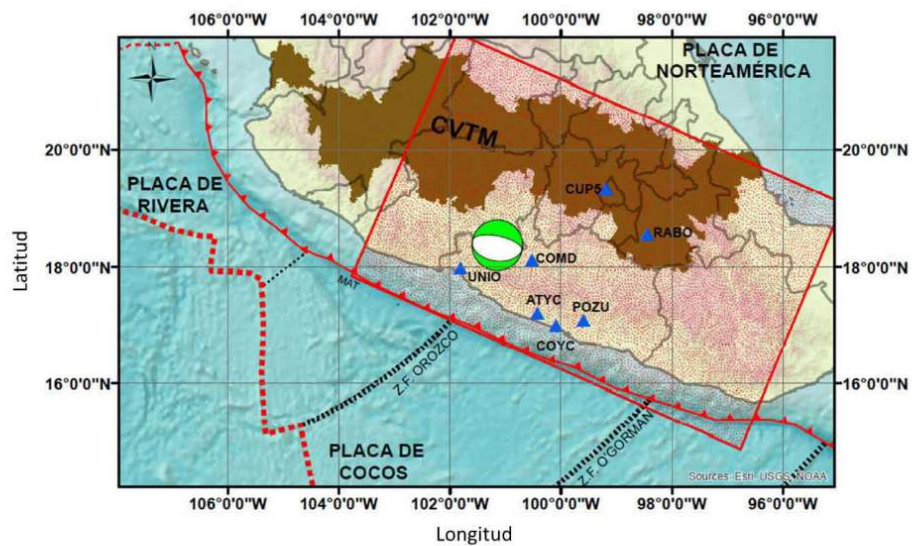 106°0'0"W 104°0'0"W 102°0'0"W 100°0'0"W 98°0'0"W 96°0'0"W
PLACA DE
NORTEAMÉRICA
CVTM
20°0'0"N
20°0'0"N
CUP5
PLACA DE
RIVERA
RABO
COMD
18°0'0"N
18°0'0"N
UNIO
MAT
ATYC
POZU
COYC
Z.F. OROZCO
16°0'0"N
16°0'0"N
Z.F. O'GORMAN
PLACA DE
COCOS
Sources: Esri, USGS, NOAA
106°0'0"W 104°0'0"W 102°0'0"W 100°0'0"W 98°0'0"W 96°0'0"W
Latitud
Longitud